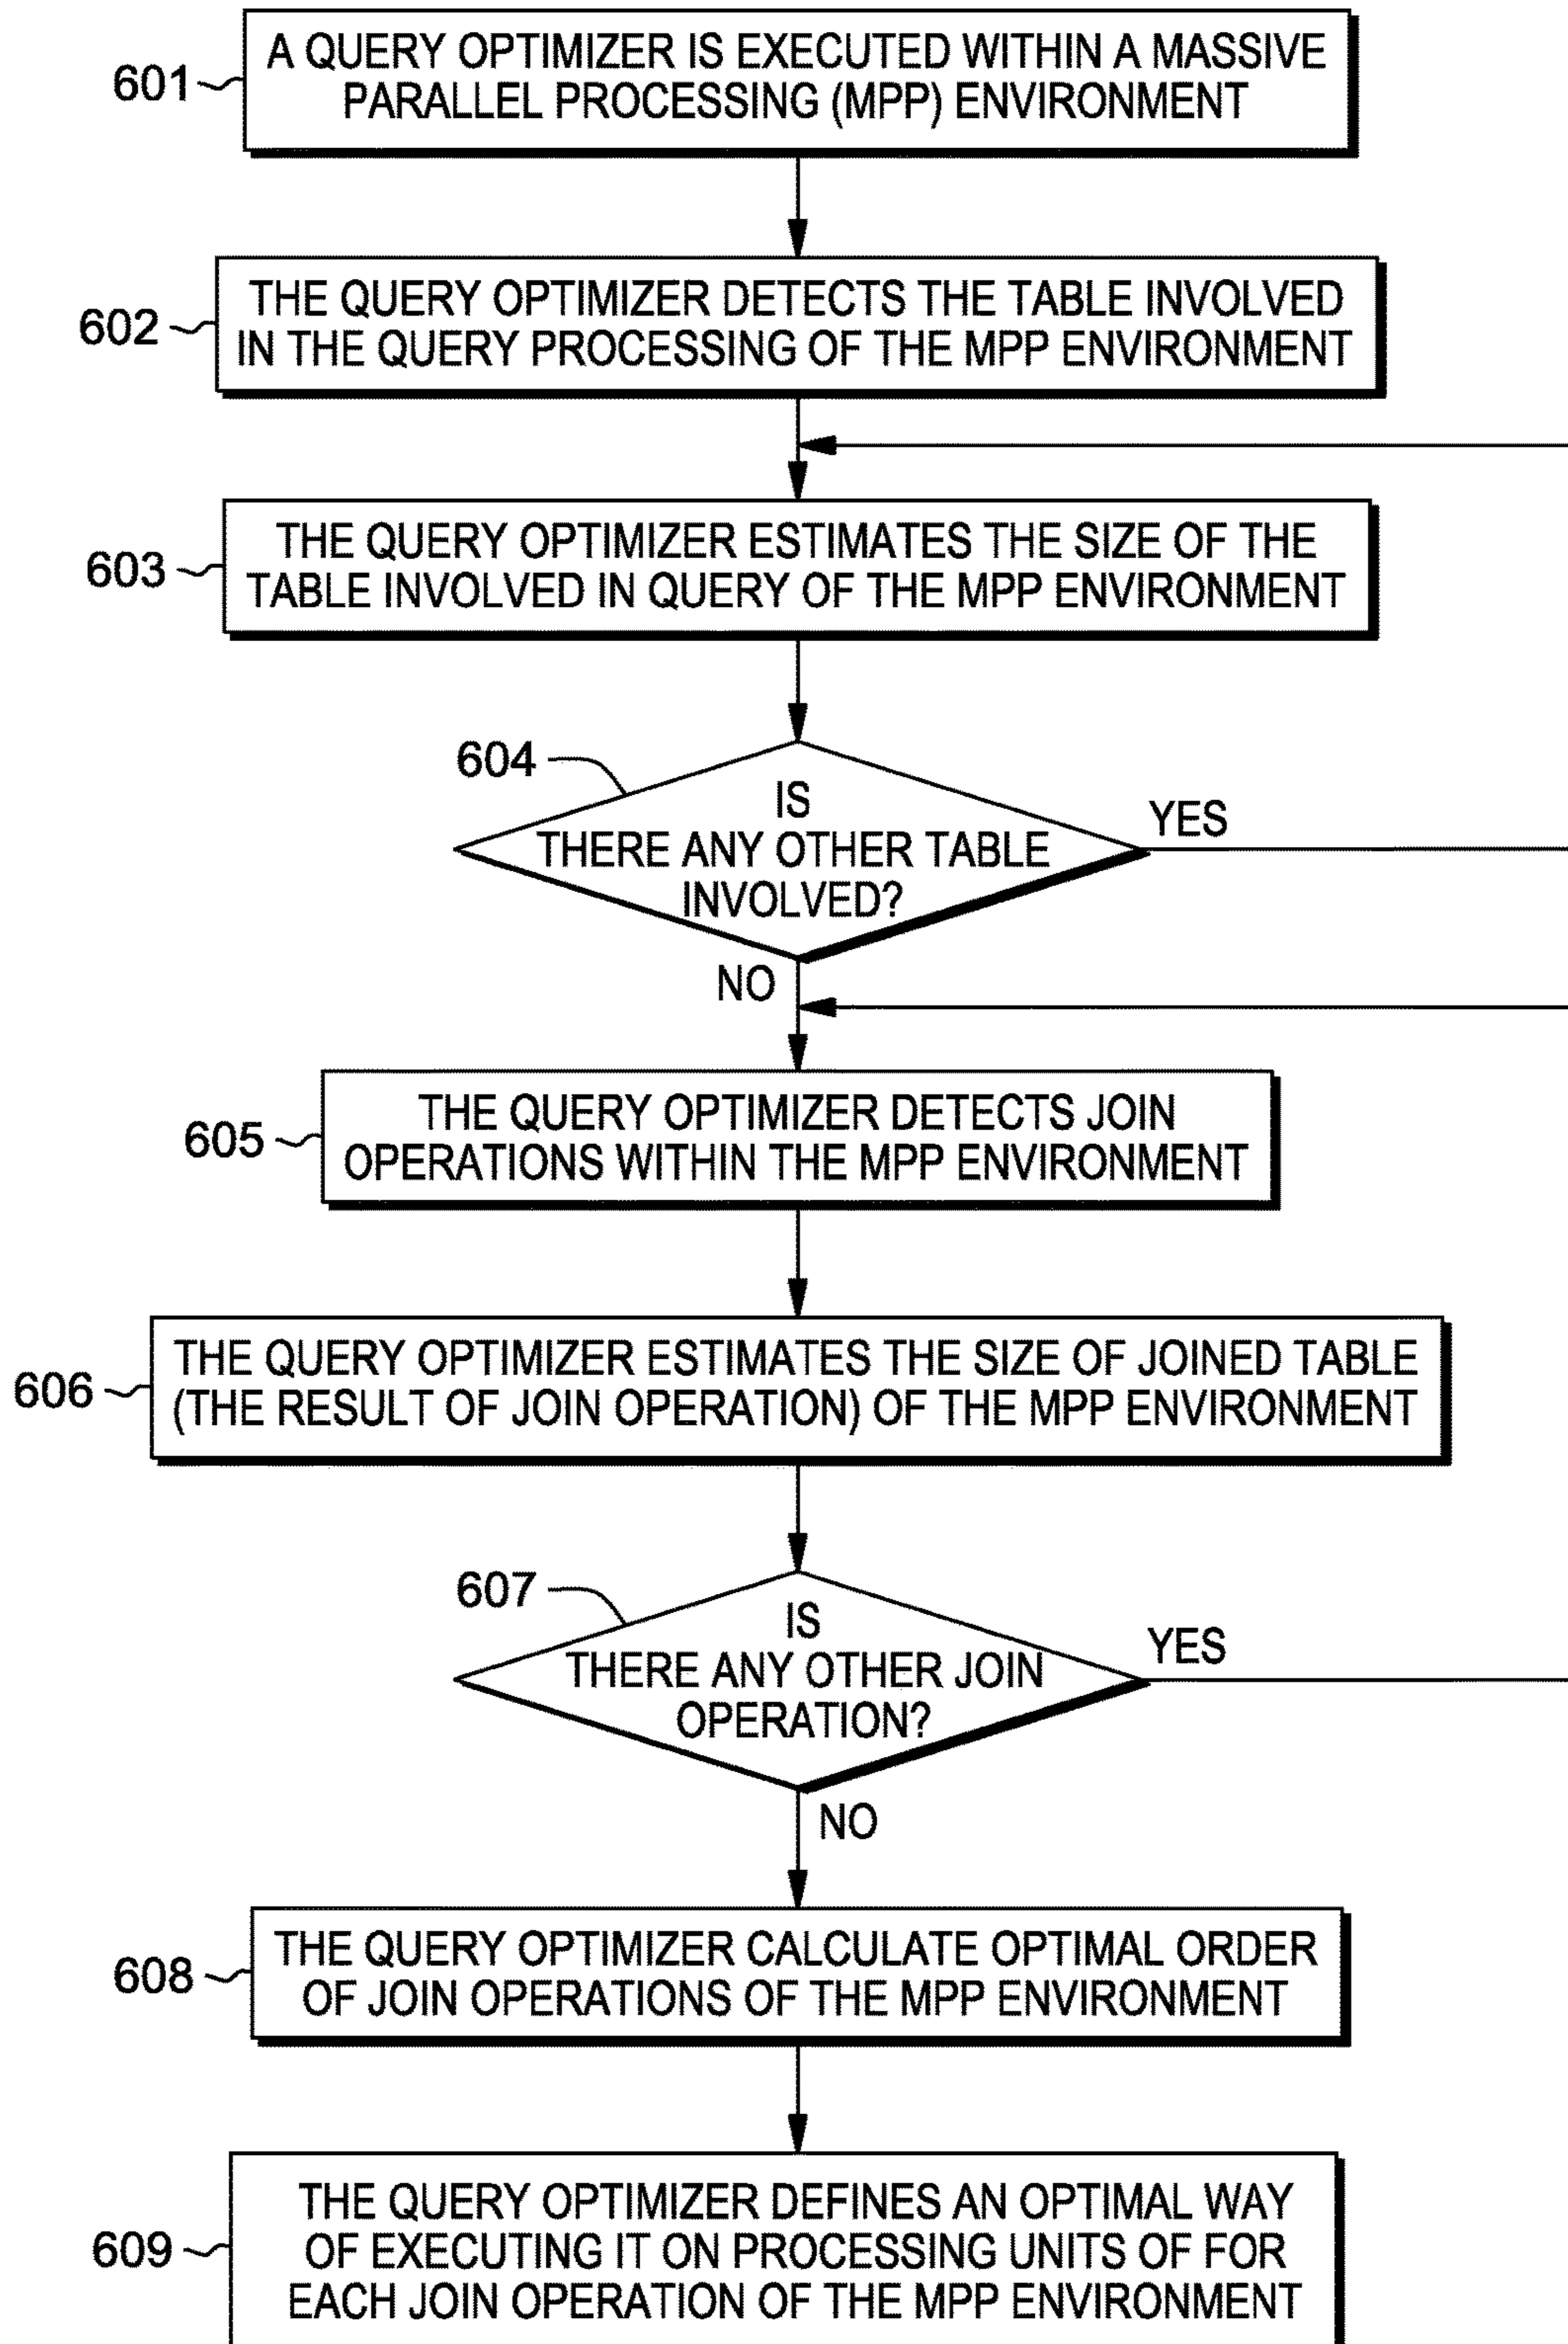 601
A QUERY OPTIMIZER IS EXECUTED WITHIN A MASSIVE
PARALLEL PROCESSING (MPP) ENVIRONMENT
602
THE QUERY OPTIMIZER DETECTS THE TABLE INVOLVED
IN THE QUERY PROCESSING OF THE MPP ENVIRONMENT
603
THE QUERY OPTIMIZER ESTIMATES THE SIZE OF THE
TABLE INVOLVED IN QUERY OF THE MPP ENVIRONMENT
604
IS
THERE ANY OTHER TABLE
INVOLVED?
YES
NO
605
THE QUERY OPTIMIZER DETECTS JOIN
OPERATIONS WITHIN THE MPP ENVIRONMENT
606
THE QUERY OPTIMIZER ESTIMATES THE SIZE OF JOINED TABLE
(THE RESULT OF JOIN OPERATION) OF THE MPP ENVIRONMENT
607
IS
THERE ANY OTHER JOIN
OPERATION?
YES
NO
608
THE QUERY OPTIMIZER CALCULATE OPTIMAL ORDER
OF JOIN OPERATIONS OF THE MPP ENVIRONMENT
609
THE QUERY OPTIMIZER DEFINES AN OPTIMAL WAY
OF EXECUTING IT ON PROCESSING UNITS OF FOR
EACH JOIN OPERATION OF THE MPP ENVIRONMENT